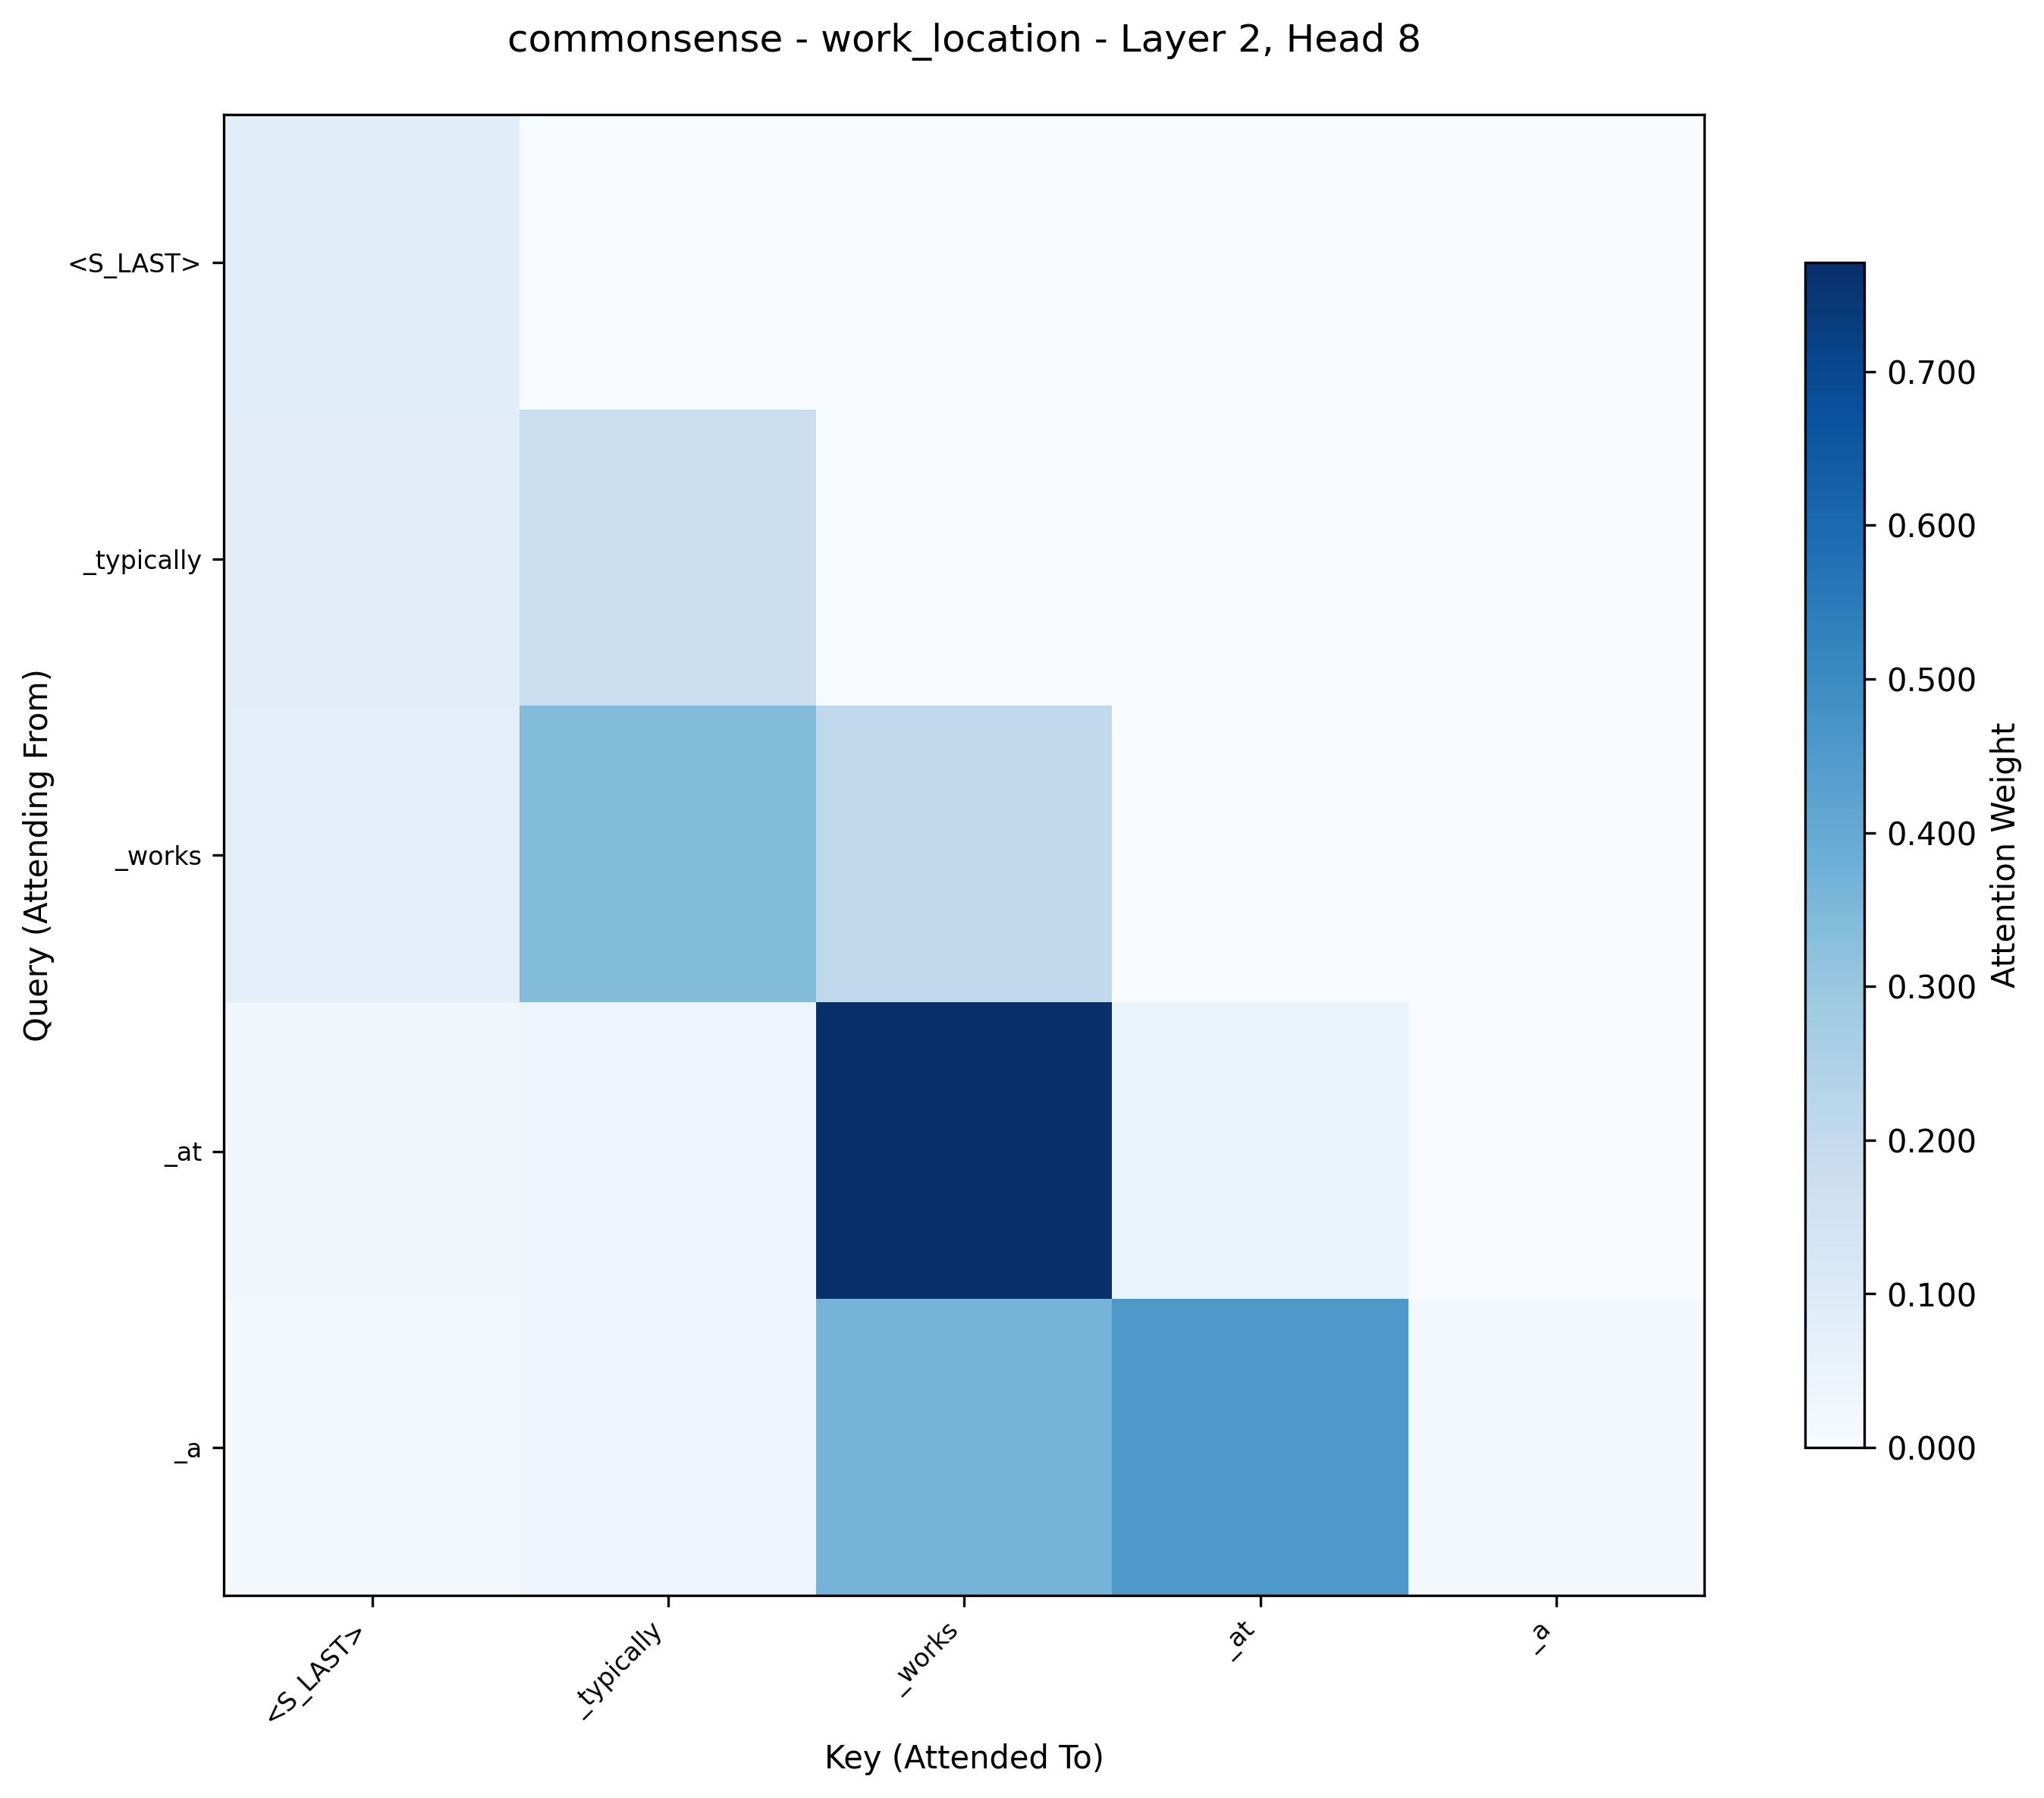 commonsense - work_location - Layer 2, Head 8
Query (Attending From)
<S_LAST>
_typically
_works
_at
_a
<S_LAST>
_typically
_works
_at
_a
Key (Attended To)
0.700
0.600
0.500
0.400
0.300
0.200
0.100
0.000
Attention Weight